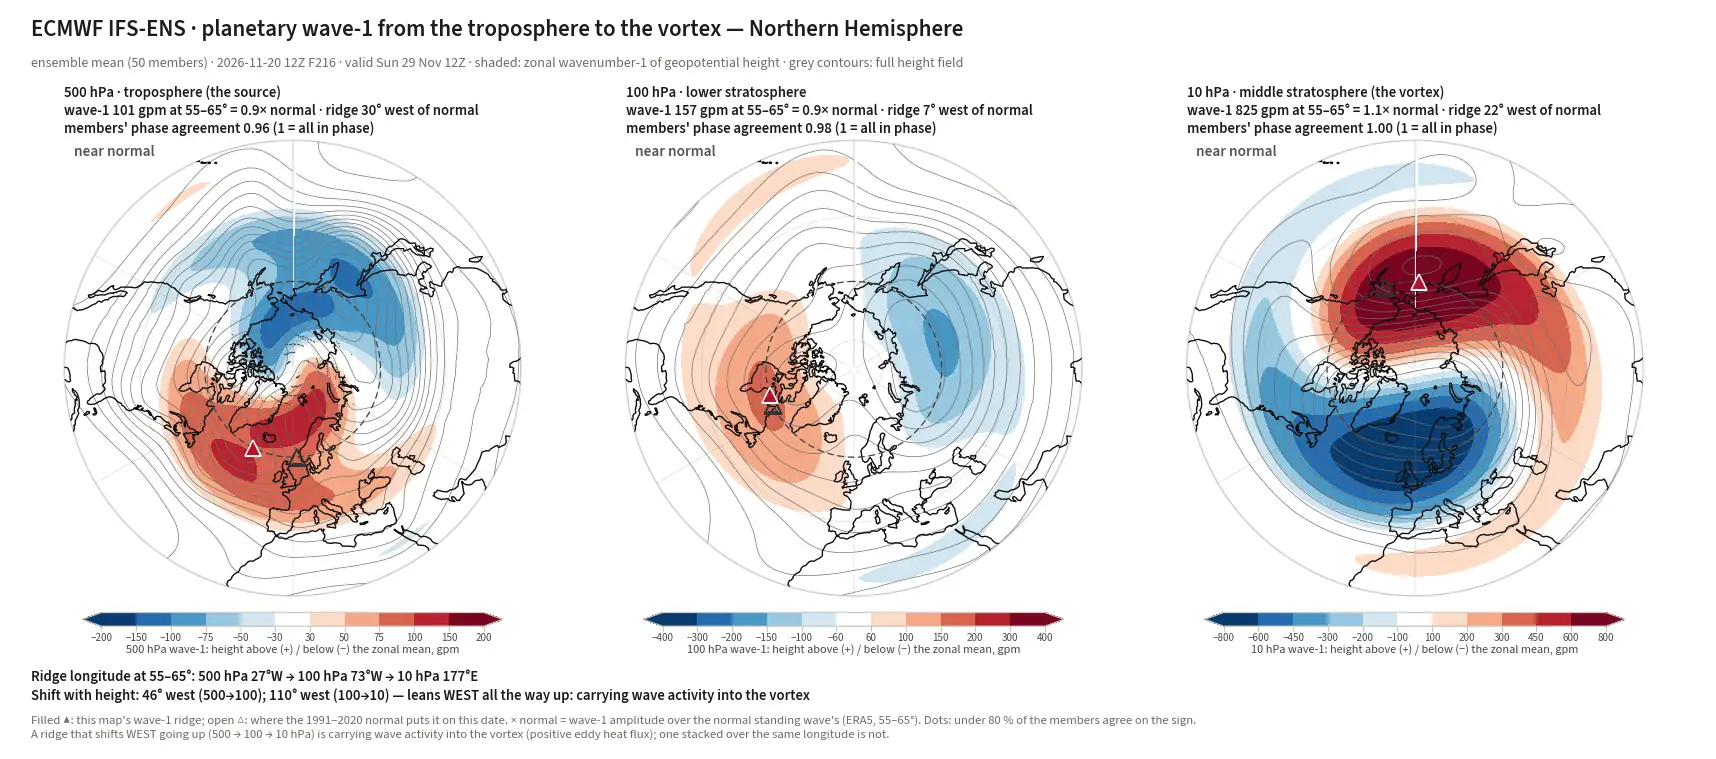 ECMWF IFS-ENS · planetary wave-1 from the troposphere to the vortex — Northern Hemisphere
ensemble mean (50 members) · 2026-11-20 12Z F216 · valid Sun 29 Nov 12Z · shaded: zonal wavenumber-1 of geopotential height · grey contours: full height field
500 hPa · troposphere (the source)
wave-1 101 gpm at 55–65° = 0.9× normal · ridge 30° west of normal
members' phase agreement 0.96 (1 = all in phase)
near normal
100 hPa · lower stratosphere
wave-1 157 gpm at 55–65° = 0.9× normal · ridge 7° west of normal
members' phase agreement 0.98 (1 = all in phase)
near normal
10 hPa · middle stratosphere (the vortex)
wave-1 825 gpm at 55–65° = 1.1× normal · ridge 22° west of normal
members' phase agreement 1.00 (1 = all in phase)
near normal
−200 −150 −100 −75 −50 −30 30 50 75 100 150 200
500 hPa wave-1: height above (+) / below (−) the zonal mean, gpm
−400 −300 −200 −150 −100 −60 60 100 150 200 300 400
100 hPa wave-1: height above (+) / below (−) the zonal mean, gpm
−800 −600 −450 −300 −200 −100 100 200 300 450 600 800
10 hPa wave-1: height above (+) / below (−) the zonal mean, gpm
Ridge longitude at 55–65°: 500 hPa 27°W → 100 hPa 73°W → 10 hPa 177°E
Shift with height: 46° west (500→100); 110° west (100→10) — leans WEST all the way up: carrying wave activity into the vortex
Filled ▲: this map's wave-1 ridge; open △: where the 1991–2020 normal puts it on this date. × normal = wave-1 amplitude over the normal standing wave's (ERA5, 55–65°). Dots: under 80 % of the members agree on the sign.
A ridge that shifts WEST going up (500 → 100 → 10 hPa) is carrying wave activity into the vortex (positive eddy heat flux); one stacked over the same longitude is not.